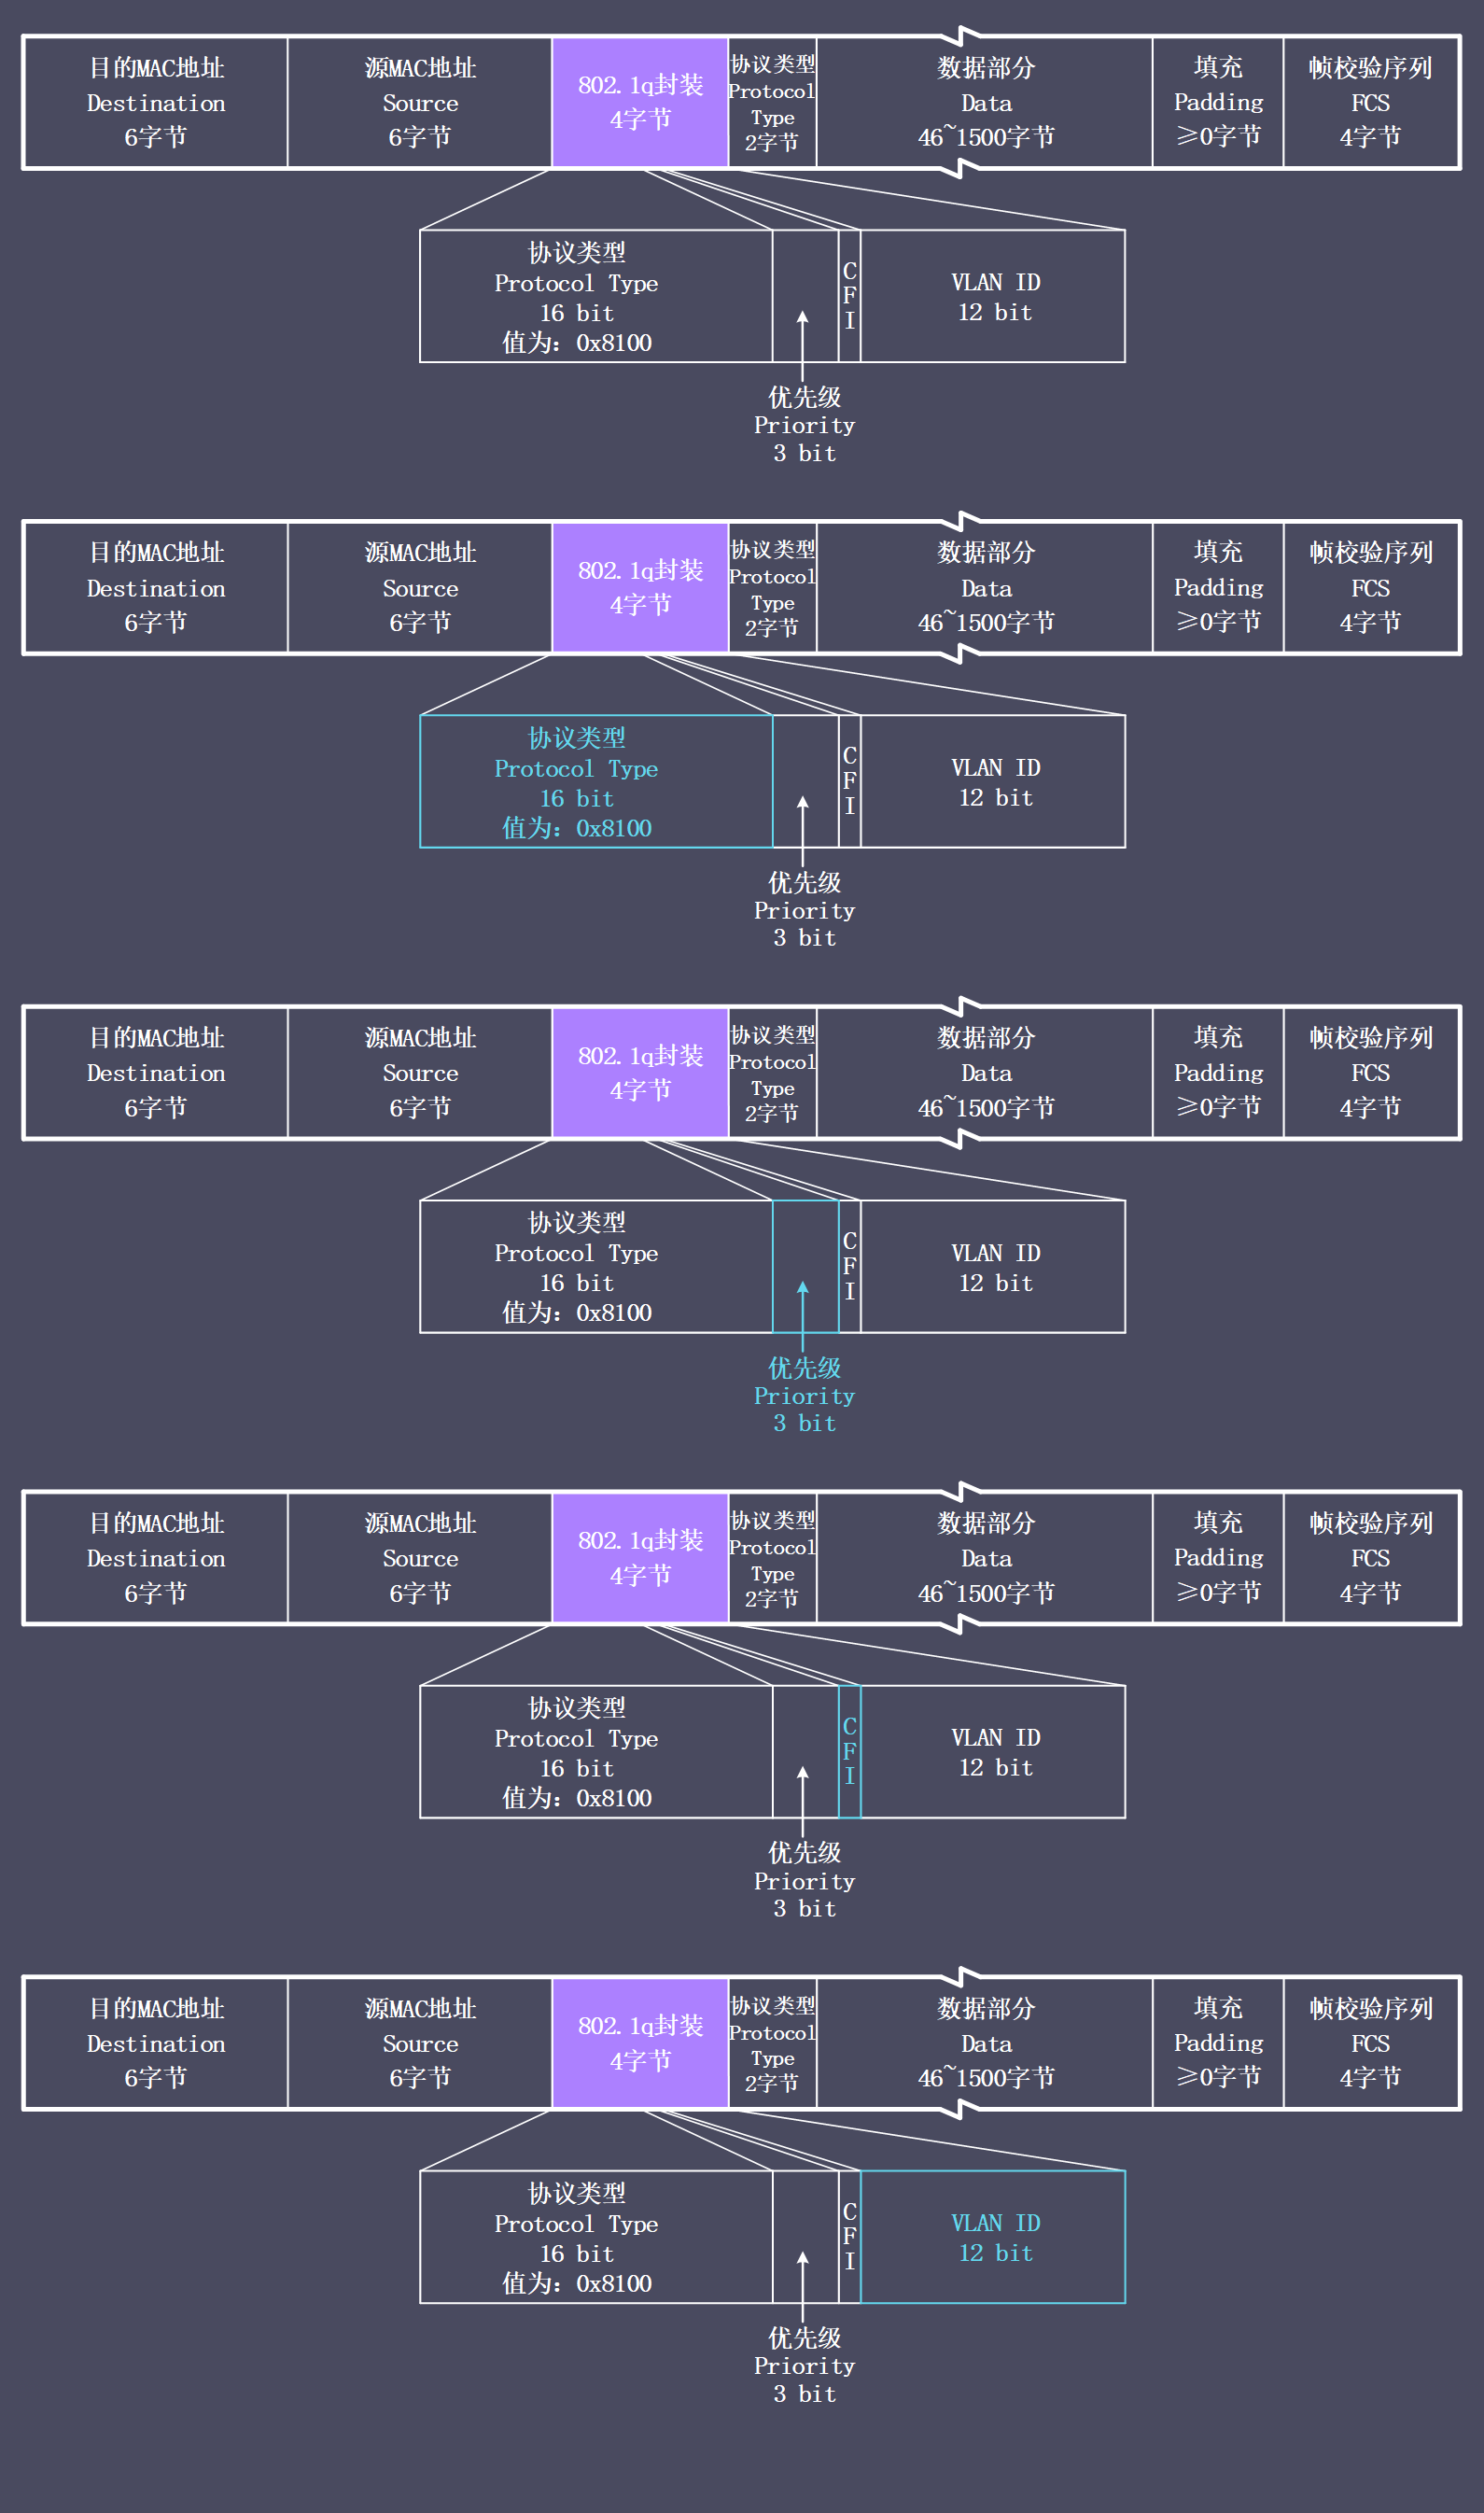 目的MAC地址
Destination
6字节
源MAC地址
Source
6字节
802.1q封装
4字节
协议类型
Protocol
Type
2字节
数据部分
Data
46~1500字节
填充
Padding
≥0字节
帧校验序列
FCS
4字节
协议类型
Protocol Type
16 bit
值为：0x8100
C
F
I
VLAN ID
12 bit
优先级
Priority
3 bit
目的MAC地址
Destination
6字节
源MAC地址
Source
6字节
802.1q封装
4字节
协议类型
Protocol
Type
2字节
数据部分
Data
46~1500字节
填充
Padding
≥0字节
帧校验序列
FCS
4字节
协议类型
Protocol Type
16 bit
值为：0x8100
C
F
I
VLAN ID
12 bit
优先级
Priority
3 bit
目的MAC地址
Destination
6字节
源MAC地址
Source
6字节
802.1q封装
4字节
协议类型
Protocol
Type
2字节
数据部分
Data
46~1500字节
填充
Padding
≥0字节
帧校验序列
FCS
4字节
协议类型
Protocol Type
16 bit
值为：0x8100
C
F
I
VLAN ID
12 bit
优先级
Priority
3 bit
目的MAC地址
Destination
6字节
源MAC地址
Source
6字节
802.1q封装
4字节
协议类型
Protocol
Type
2字节
数据部分
Data
46~1500字节
填充
Padding
≥0字节
帧校验序列
FCS
4字节
协议类型
Protocol Type
16 bit
值为：0x8100
C
F
I
VLAN ID
12 bit
优先级
Priority
3 bit
目的MAC地址
Destination
6字节
源MAC地址
Source
6字节
802.1q封装
4字节
协议类型
Protocol
Type
2字节
数据部分
Data
46~1500字节
填充
Padding
≥0字节
帧校验序列
FCS
4字节
协议类型
Protocol Type
16 bit
值为：0x8100
C
F
I
VLAN ID
12 bit
优先级
Priority
3 bit